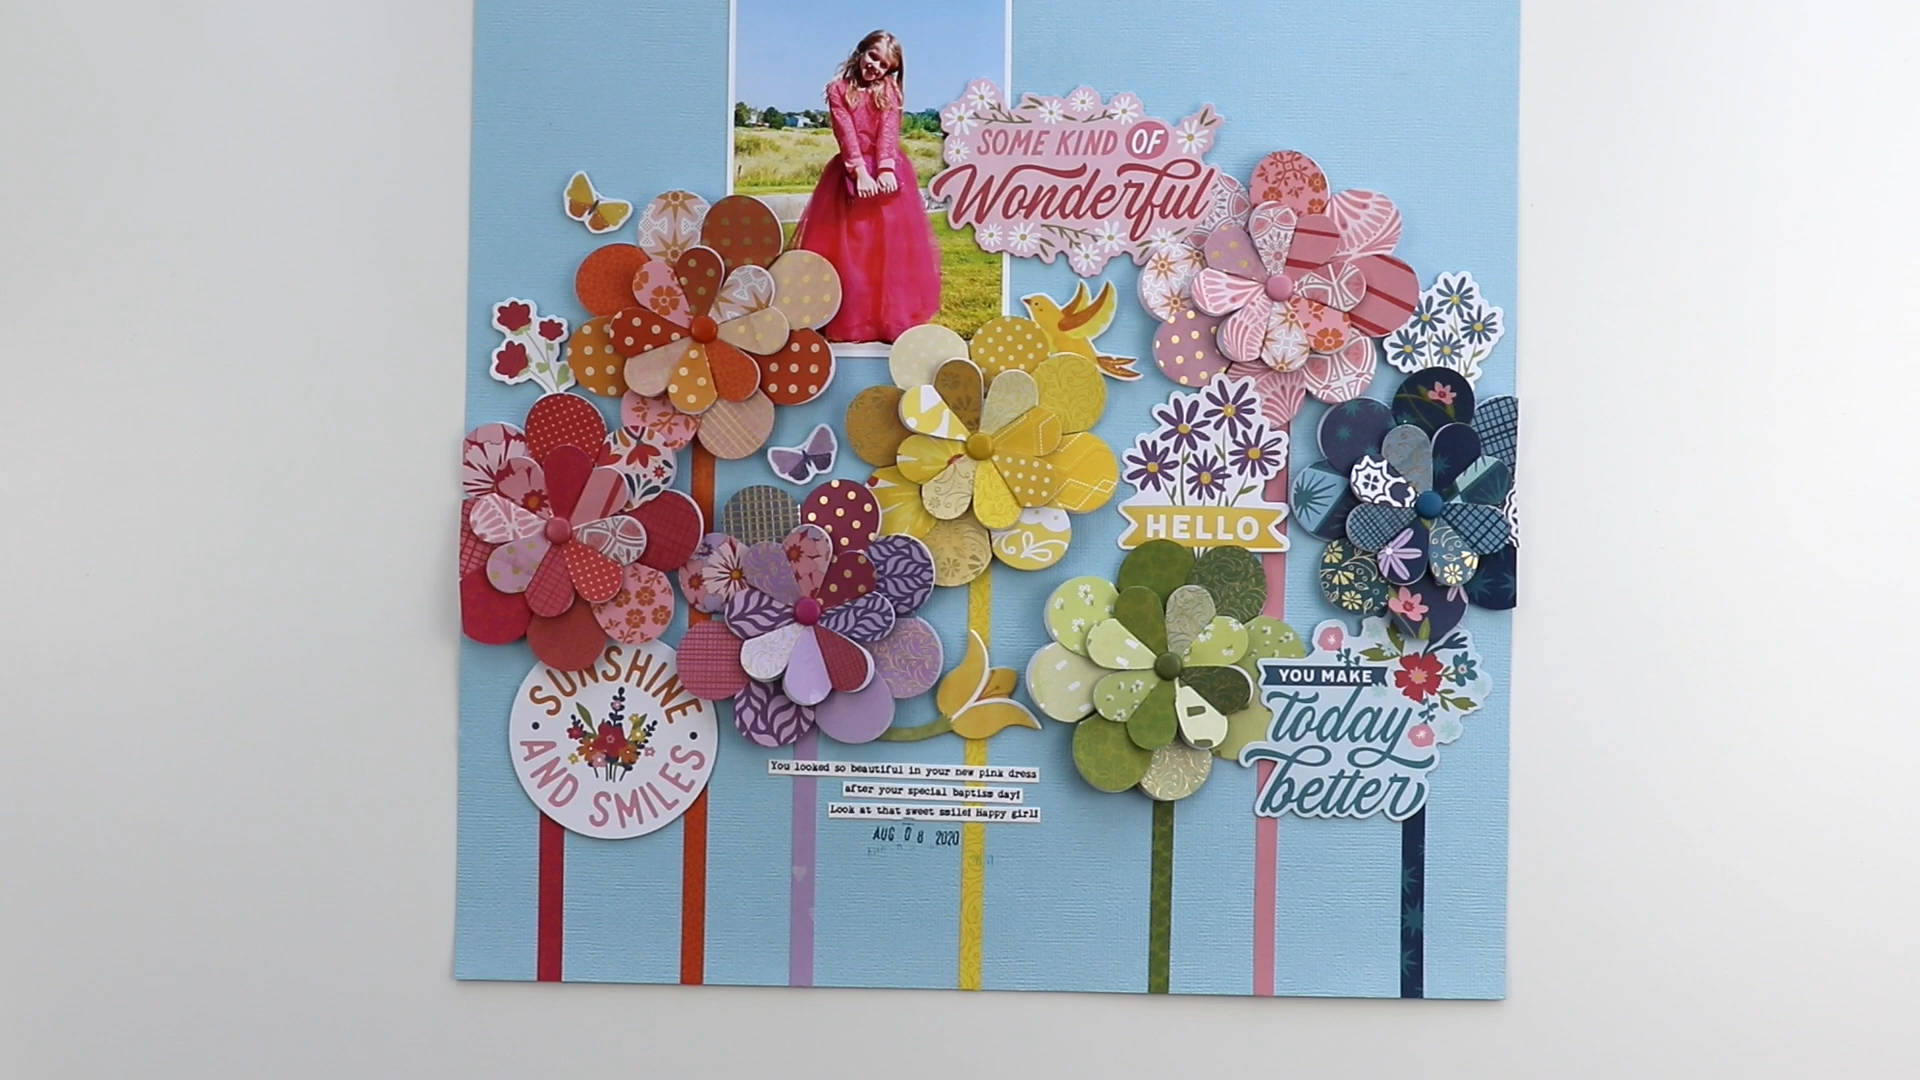 SOME KIND OF
Wonderful
HELLO
SUNSHINE
AND SMILES
YOU MAKE
today
better
You looked so beautiful in your new pink dress
after your special baptism day!
Look at that sweet smile! Happy girl!
AUG 08 2020